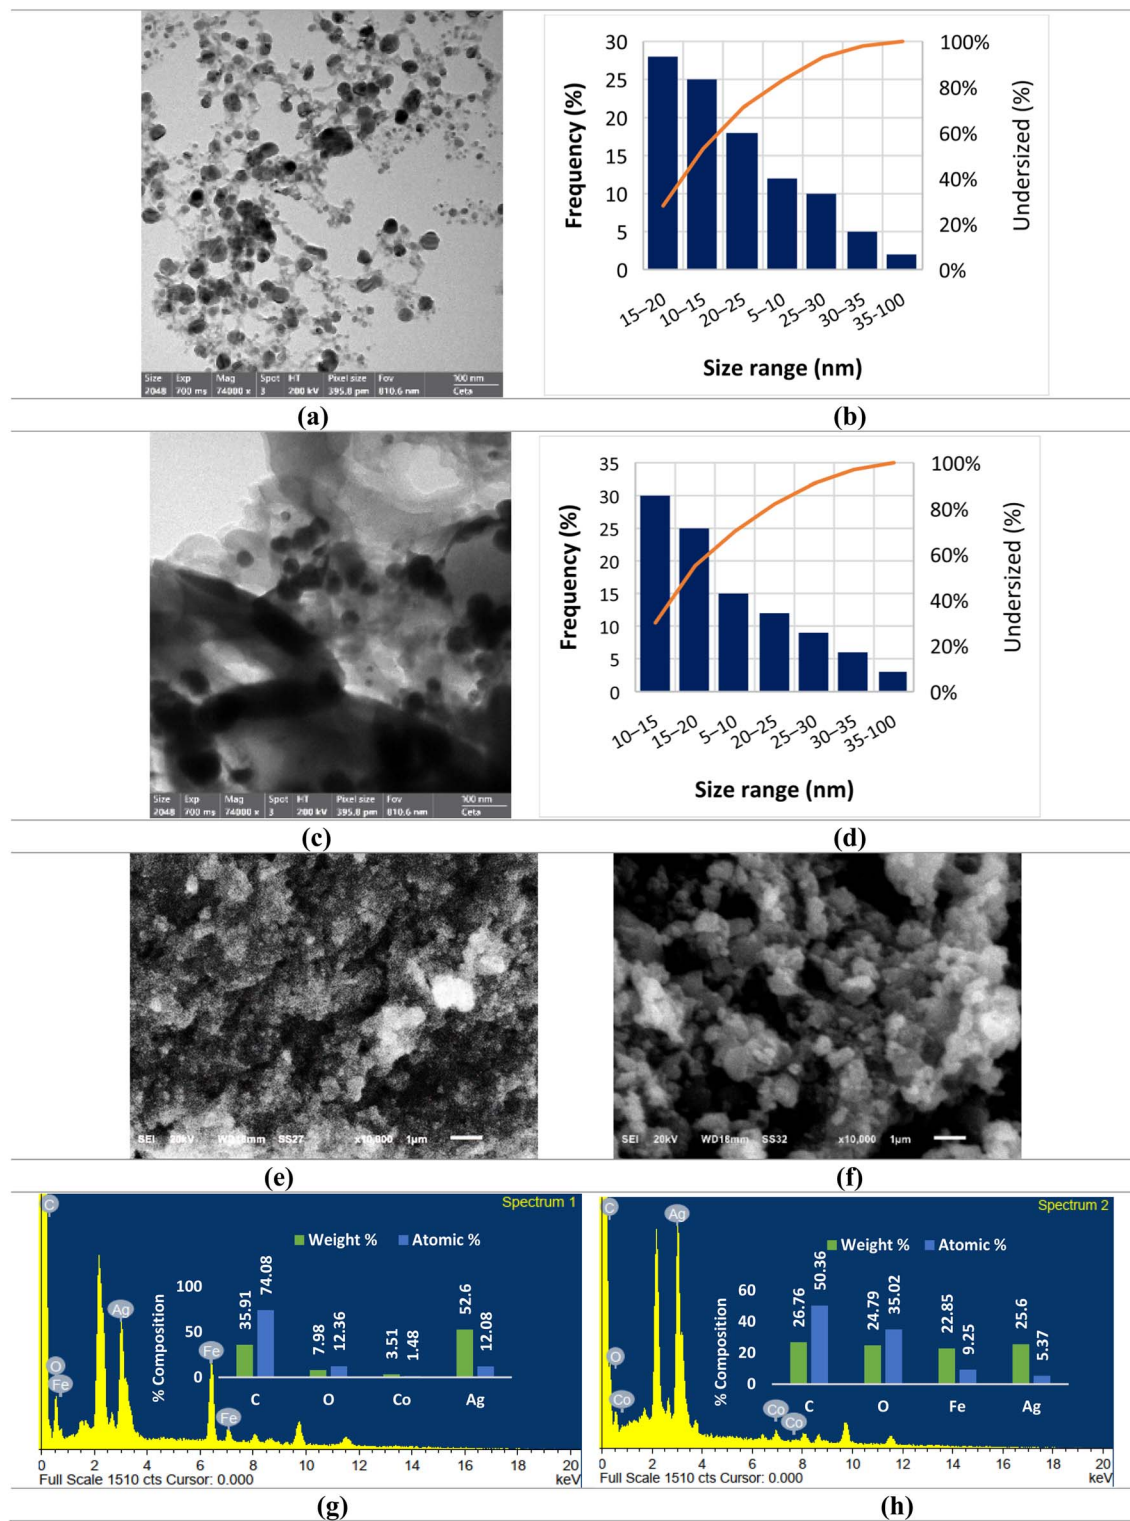 30
25
20
15
10
5
0
Frequency (%)
100%
80%
60%
40%
20%
0%
Undersized (%)
15–20
10–15
20–25
5–10
25–30
30–35
35-100
Size range (nm)
Size Exp Mag Spot HT Pixel size Fov 100 nm
2048 700 ms 74000 x 3 200 kV 395.8 pm 810.6 nm Ceta
(a)
(b)
35
30
25
20
15
10
5
0
Frequency (%)
100%
80%
60%
40%
20%
0%
Undersized (%)
10–15
15–20
5–10
20–25
25–30
30–35
35-100
Size range (nm)
Size Exp Mag Spot HT Pixel size Fov 100 nm
2048 700 ms 74000 x 3 200 kV 395.8 pm 810.6 nm Ceta
(c)
(d)
SEI 20kV WD18mm SS27 x10,000 1µm
SEI 20kV WD18mm SS32 x10,000 1µm
(e)
(f)
Spectrum 1
C
O
Fe
Ag
Fe
Fe
Weight %
Atomic %
% Composition
100
50
0
35.91
74.08
7.98
12.36
3.51
1.48
52.6
12.08
C
O
Co
Ag
0 2 4 6 8 10 12 14 16 18 20
Full Scale 1510 cts Cursor: 0.000 keV
Spectrum 2
C
O
Co
Ag
Co
Co
Weight %
Atomic %
% Composition
60
40
20
0
26.76
50.36
24.79
35.02
22.85
9.25
25.6
5.37
C
O
Fe
Ag
0 2 4 6 8 10 12 14 16 18 20
Full Scale 1510 cts Cursor: 0.000 keV
(g)
(h)